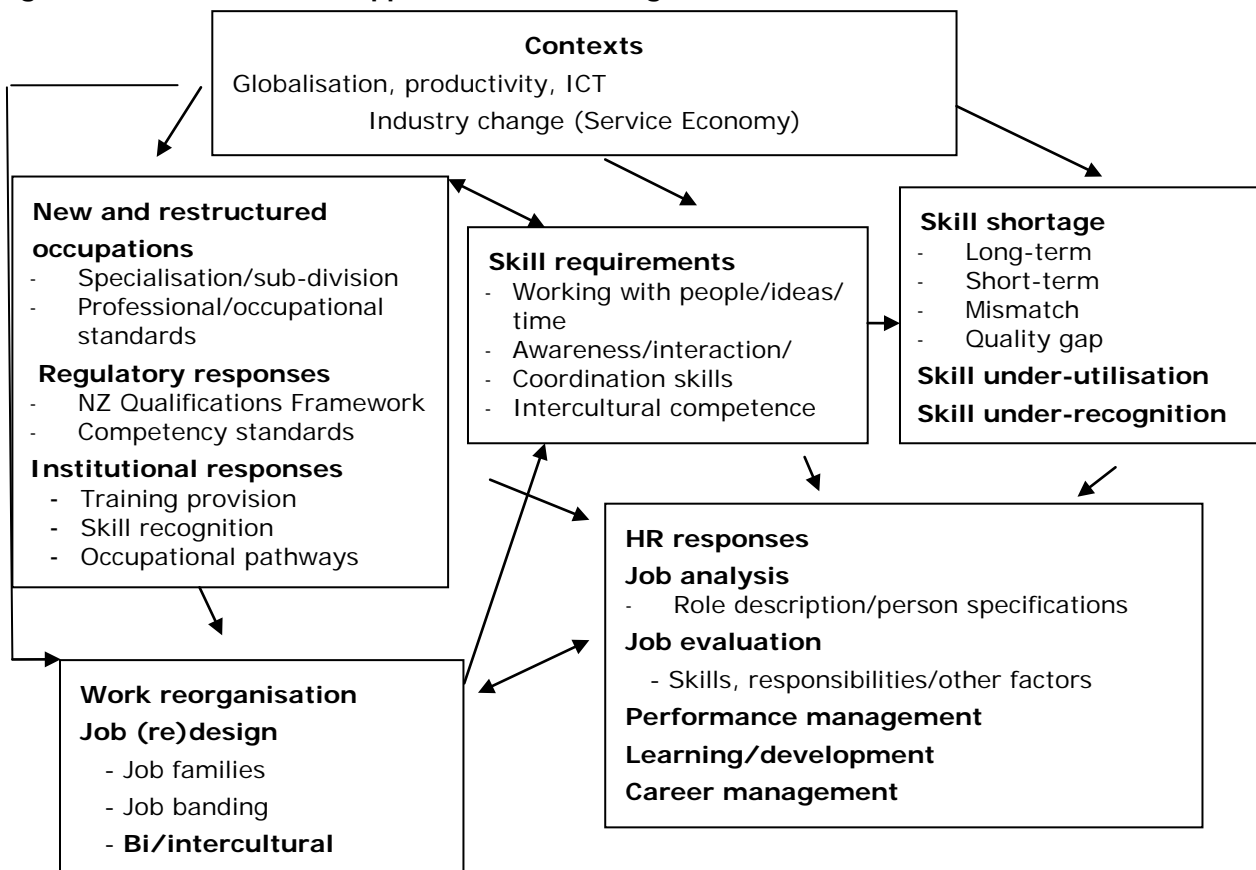 Contexts
Globalisation, productivity, ICT
Industry change (Service Economy)
New and restructured
occupations
- Specialisation/sub-division
- Professional/occupational
standards
Regulatory responses
- NZ Qualifications Framework
- Competency standards
Institutional responses
- Training provision
- Skill recognition
- Occupational pathways
Skill requirements
- Working with people/ideas/
time
- Awareness/interaction/
- Coordination skills
- Intercultural competence
Skill shortage
- Long-term
- Short-term
- Mismatch
- Quality gap
Skill under-utilisation
Skill under-recognition
HR responses
Job analysis
- Role description/person specifications
Job evaluation
- Skills, responsibilities/other factors
Performance management
Learning/development
Career management
Work reorganisation
Job (re)design
- Job families
- Job banding
- Bi/intercultural